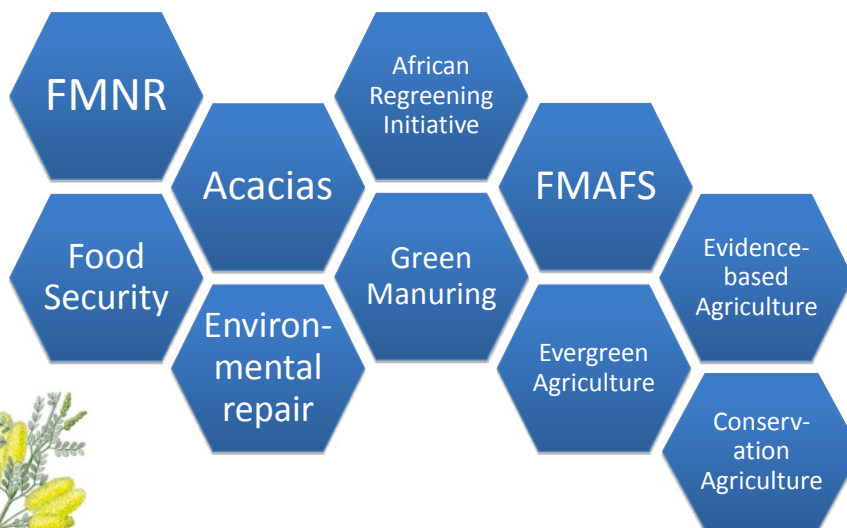 FMNR
African
Regreening
Initiative
Acacias
FMAFS
Food
Security
Green
Manuring
Evidence-
based
Agriculture
Environ-
mental
repair
Evergreen
Agriculture
Conserv-
ation
Agriculture